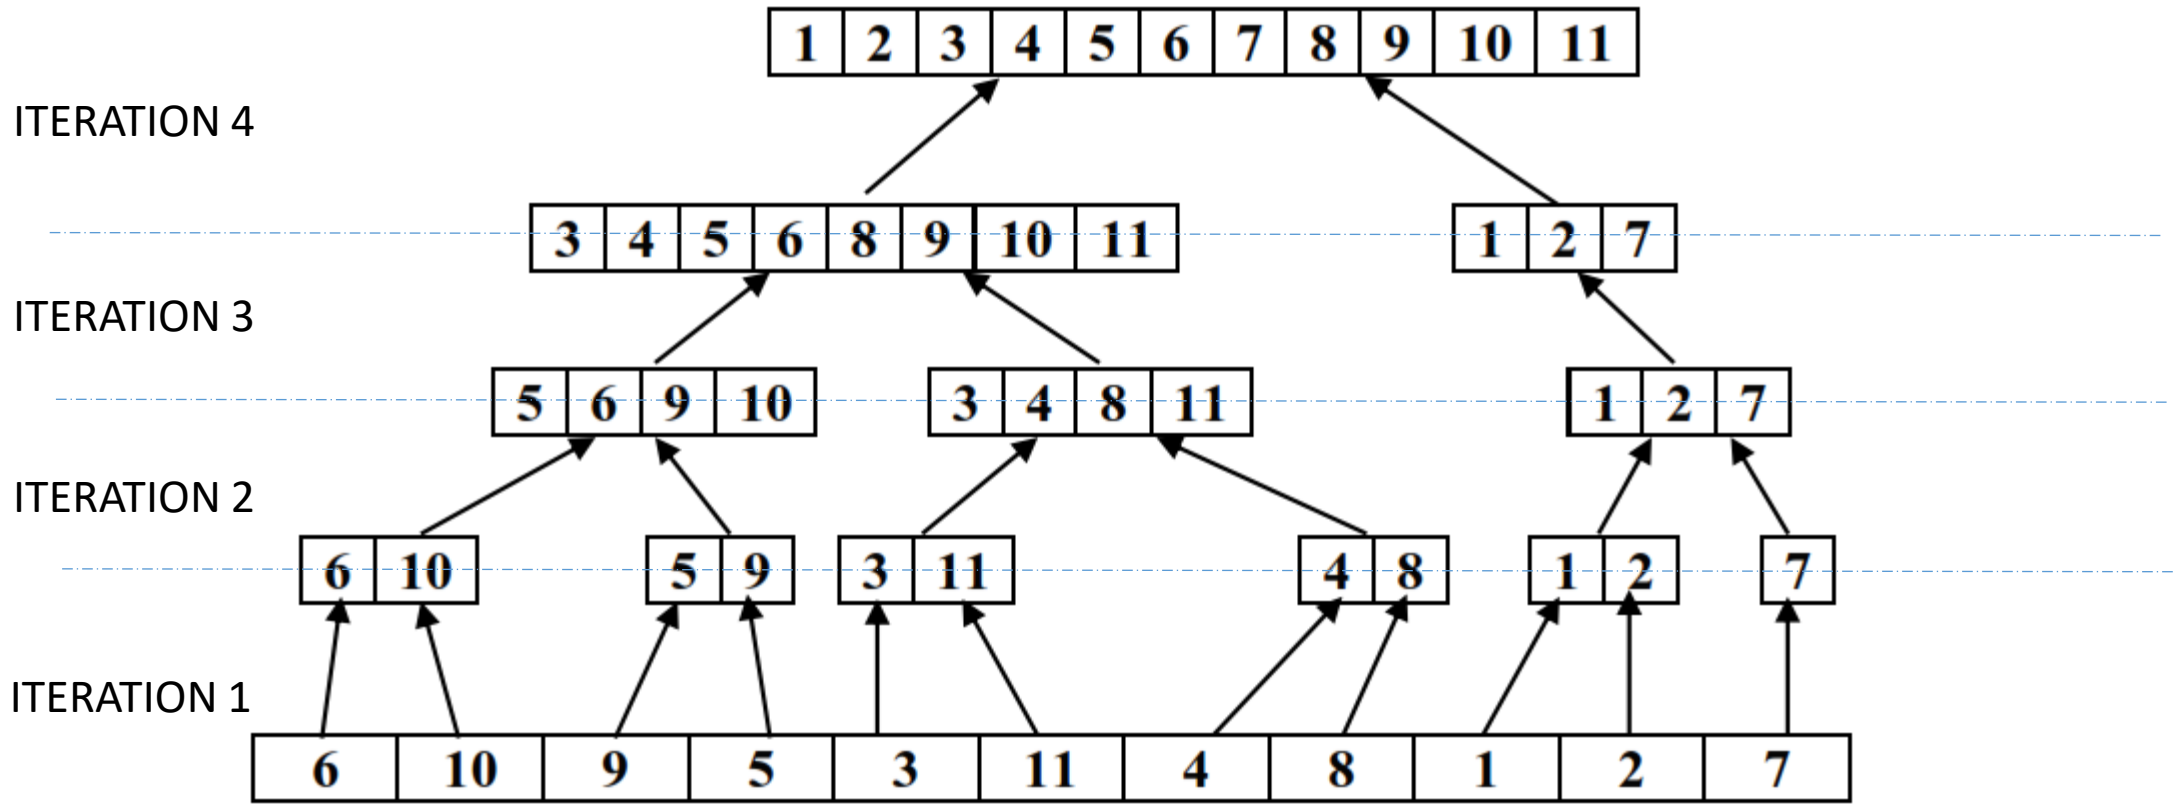 1 2 3 4 5 6 7 8 9 10 11
ITERATION 4
3 4 5 6 8 9 10 11 1 2 7
ITERATION 3
5 6 9 10 3 4 8 11 1 2 7
ITERATION 2
6 10 5 9 3 11 4 8 1 2 7
ITERATION 1
6 10 9 5 3 11 4 8 1 2 7